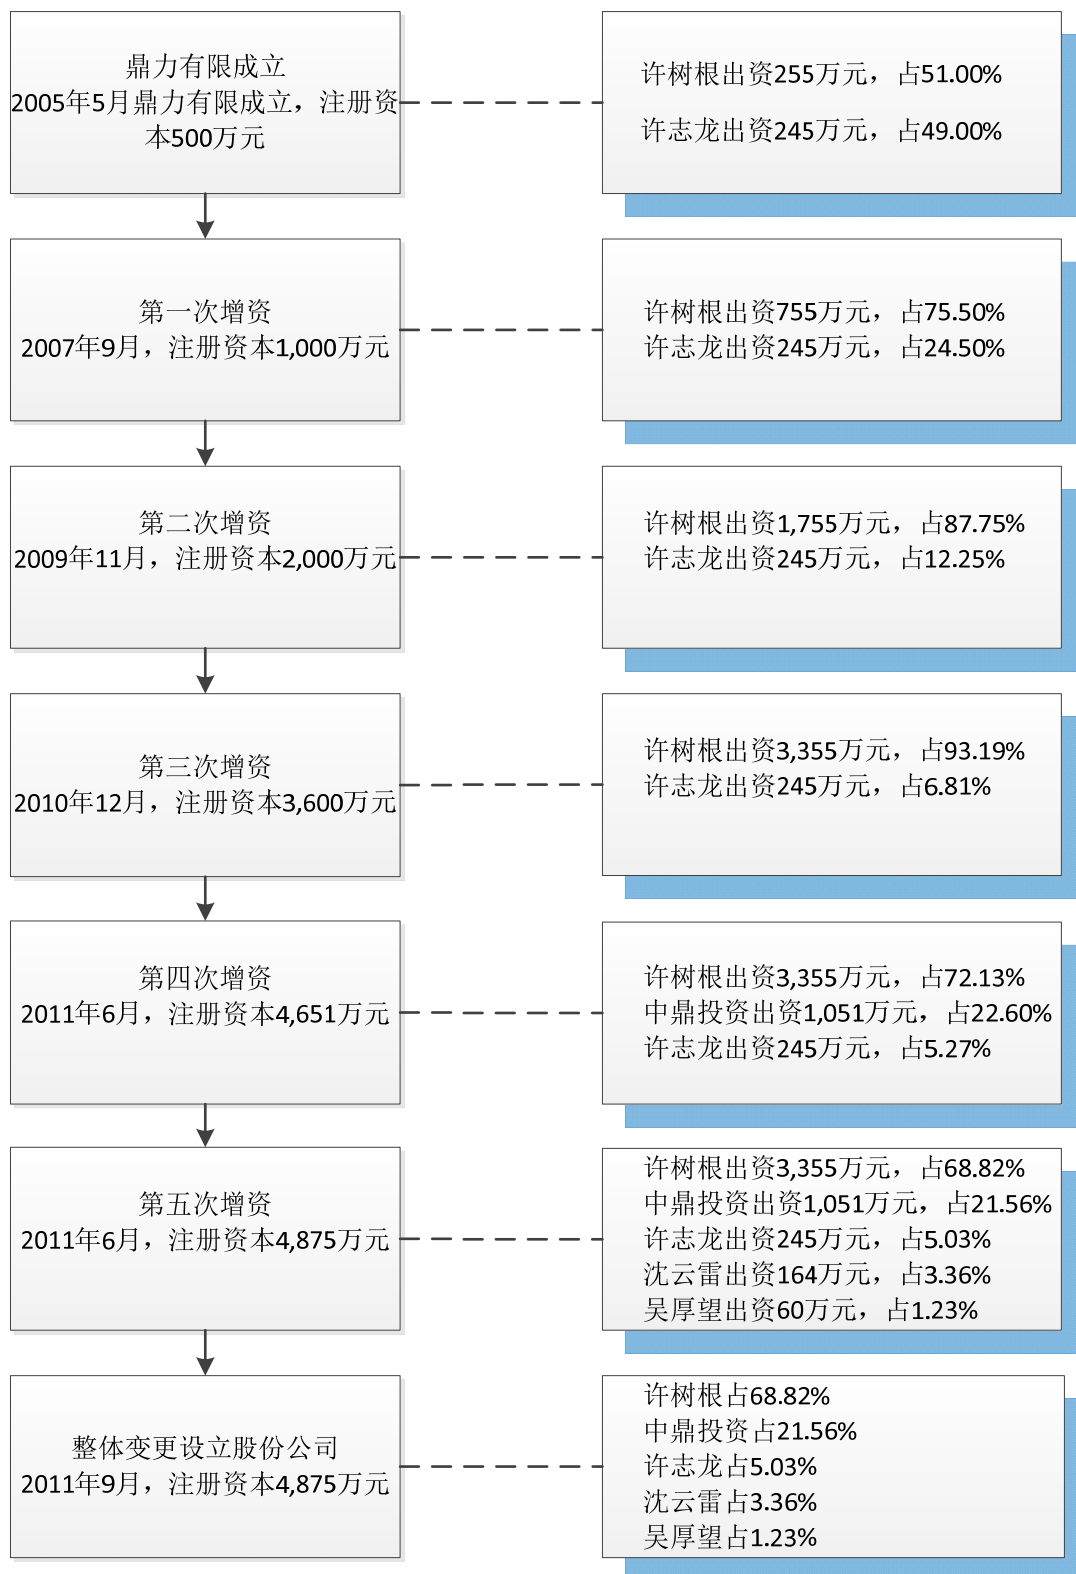 鼎力有限成立
2005年5月鼎力有限成立，注册资
本500万元
许树根出资255万元，占51.00%
许志龙出资245万元，占49.00%
第一次增资
2007年9月，注册资本1,000万元
许树根出资755万元，占75.50%
许志龙出资245万元，占24.50%
第二次增资
2009年11月，注册资本2,000万元
许树根出资1,755万元，占87.75%
许志龙出资245万元，占12.25%
第三次增资
2010年12月，注册资本3,600万元
许树根出资3,355万元，占93.19%
许志龙出资245万元，占6.81%
第四次增资
2011年6月，注册资本4,651万元
许树根出资3,355万元，占72.13%
中鼎投资出资1,051万元，占22.60%
许志龙出资245万元，占5.27%
第五次增资
2011年6月，注册资本4,875万元
许树根出资3,355万元，占68.82%
中鼎投资出资1,051万元，占21.56%
许志龙出资245万元，占5.03%
沈云雷出资164万元，占3.36%
吴厚望出资60万元，占1.23%
整体变更设立股份公司
2011年9月，注册资本4,875万元
许树根占68.82%
中鼎投资占21.56%
许志龙占5.03%
沈云雷占3.36%
吴厚望占1.23%